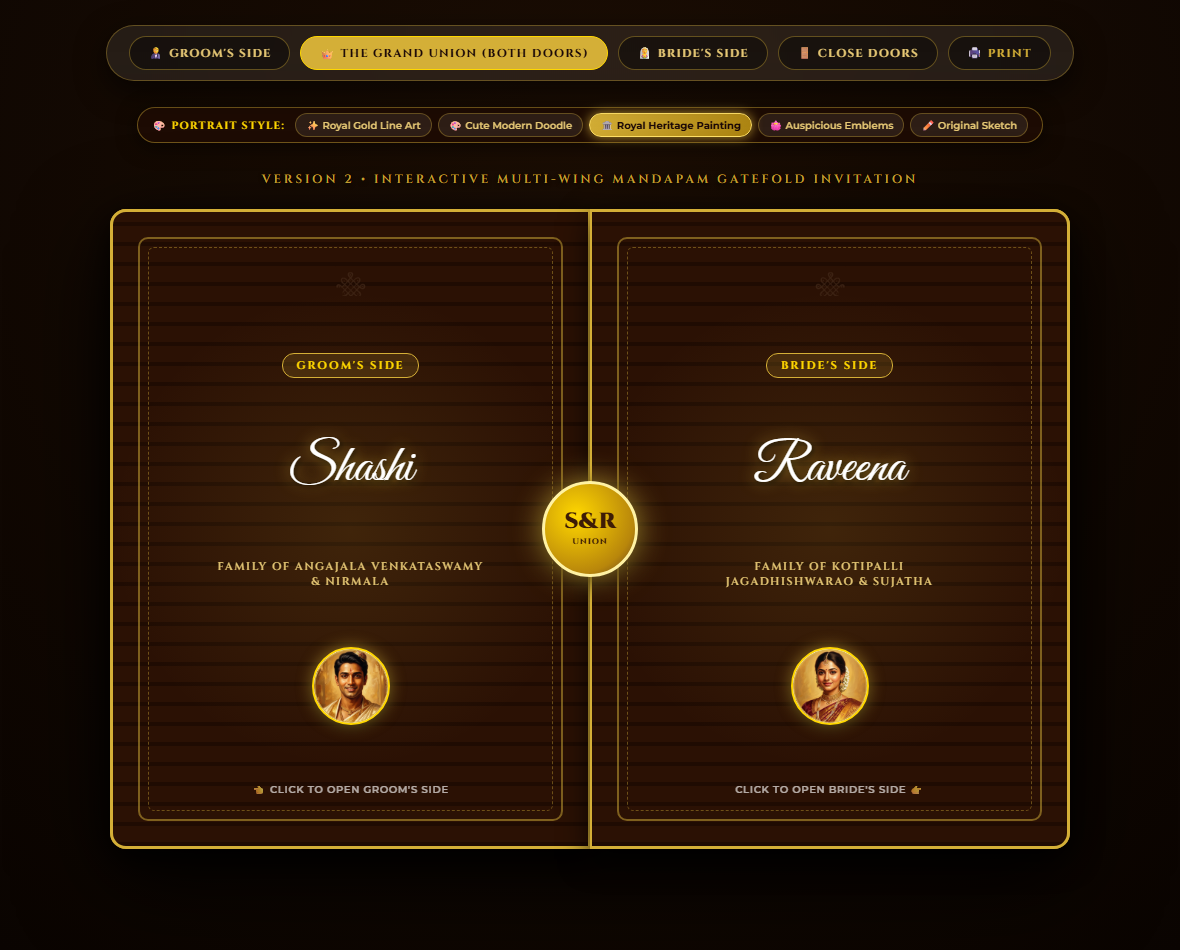 GROOM'S SIDE
THE GRAND UNION (BOTH DOORS)
BRIDE'S SIDE
CLOSE DOORS
PRINT
PORTRAIT STYLE:
Royal Gold Line Art
Cute Modern Doodle
Royal Heritage Painting
Auspicious Emblems
Original Sketch
VERSION 2 • INTERACTIVE MULTI-WING MANDAPAM GATEFOLD INVITATION
GROOM'S SIDE
Shashi
FAMILY OF ANGAJALA VENKATASWAMY
& NIRMALA
CLICK TO OPEN GROOM'S SIDE
S&R
UNION
BRIDE'S SIDE
Raveena
FAMILY OF KOTIPALLI
JAGADHISHWARAO & SUJATHA
CLICK TO OPEN BRIDE'S SIDE